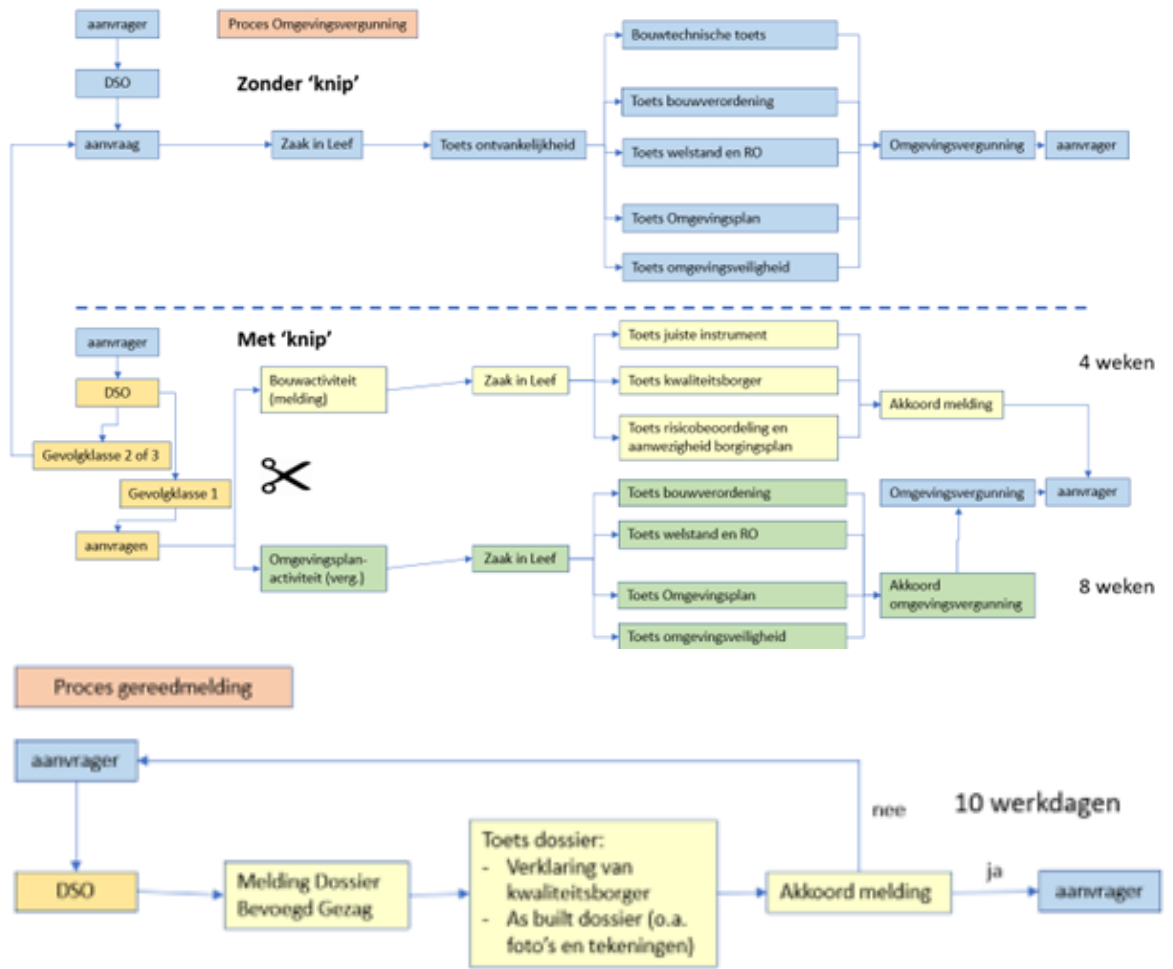 aanvrager
Proces Omgevingsvergunning
DSO
Zonder ‘knip’
aanvraag
Zaak in Leef
Toets ontvankelijkheid
Bouwtechnische toets
Toets bouwverordening
Toets welstand en RO
Toets Omgevingsplan
Toets omgevingsveiligheid
Omgevingsvergunning
aanvrager
aanvrager
Met ‘knip’
DSO
Gevolgklasse 2 of 3
Gevolgklasse 1
aanvragen
Bouwactiviteit
(melding)
Zaak in Leef
Toets juiste instrument
Toets kwaliteitsborger
Toets risicobeoordeling en
aanwezigheid borgingsplan
Akkoord melding
4 weken
Omgevingsplan-
activiteit (verg.)
Zaak in Leef
Toets bouwverordening
Toets welstand en RO
Toets Omgevingsplan
Toets omgevingsveiligheid
Omgevingsvergunning
aanvrager
Akkoord
omgevingsvergunning
8 weken
Proces gereedmelding
aanvrager
DSO
Melding Dossier
Bevoegd Gezag
Toets dossier:
- Verklaring van
kwaliteitsborger
- As built dossier (o.a.
foto’s en tekeningen)
Akkoord melding
nee
10 werkdagen
ja
aanvrager